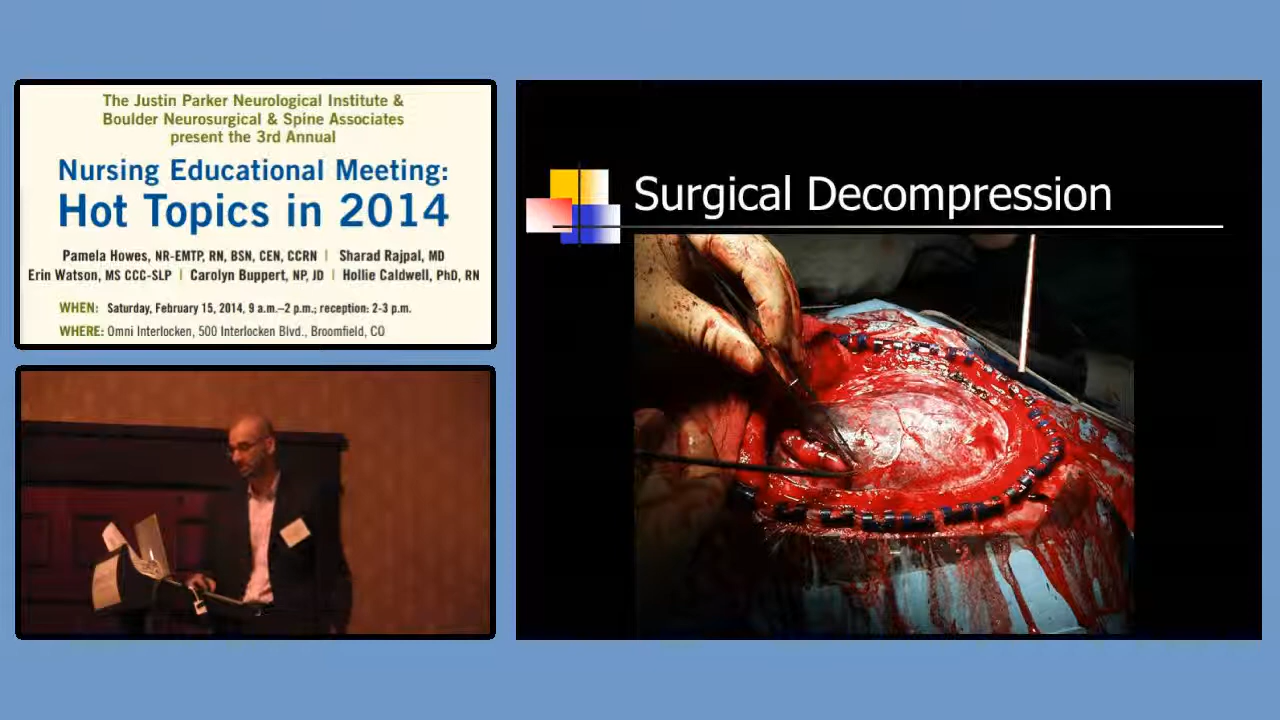 The Justin Parker Neurological Institute &
Boulder Neurosurgical & Spine Associates
present the 3rd Annual
Nursing Educational Meeting:
Hot Topics in 2014
Pamela Howes, NR-EMTP, RN, BSN, CEN, CCRN | Sharad Rajpal, MD
Erin Watson, MS CCC-SLP | Carolyn Buppert, NP, JD | Hollie Caldwell, PhD, RN
WHEN: Saturday, February 15, 2014, 9 a.m.–2 p.m.; reception: 2-3 p.m.
WHERE: Omni Interlocken, 500 Interlocken Blvd., Broomfield, CO
Surgical Decompression